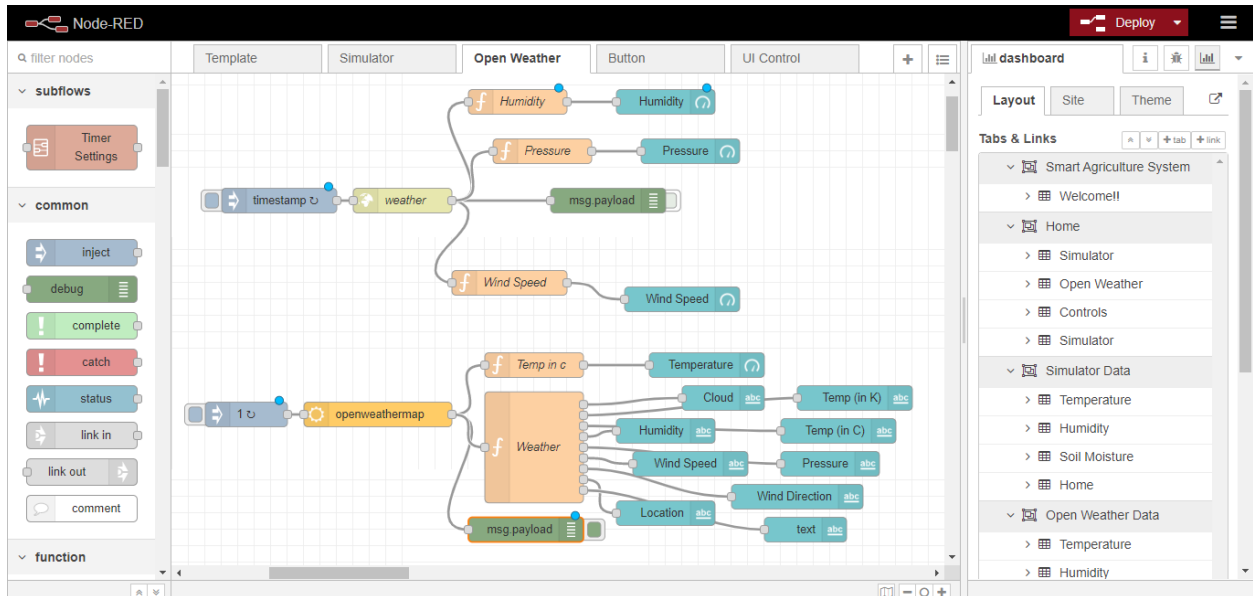 Node-RED
Deploy
filter nodes
subflows
Timer
Settings
common
inject
debug
complete
catch
status
link in
link out
comment
function
Template
Simulator
Open Weather
Button
UI Control
Humidity
Humidity
Pressure
Pressure
timestamp ↻
weather
msg.payload
Wind Speed
Wind Speed
Temp in c
Temperature
1 ↻
openweathermap
Weather
Cloud abc
Temp (in K) abc
Humidity abc
Temp (in C) abc
Wind Speed abc
Pressure abc
Wind Direction abc
Location abc
text abc
msg.payload
dashboard
i
Layout
Site
Theme
Tabs & Links
+ tab
+ link
Smart Agriculture System
Welcome!!
Home
Simulator
Open Weather
Controls
Simulator
Simulator Data
Temperature
Humidity
Soil Moisture
Home
Open Weather Data
Temperature
Humidity